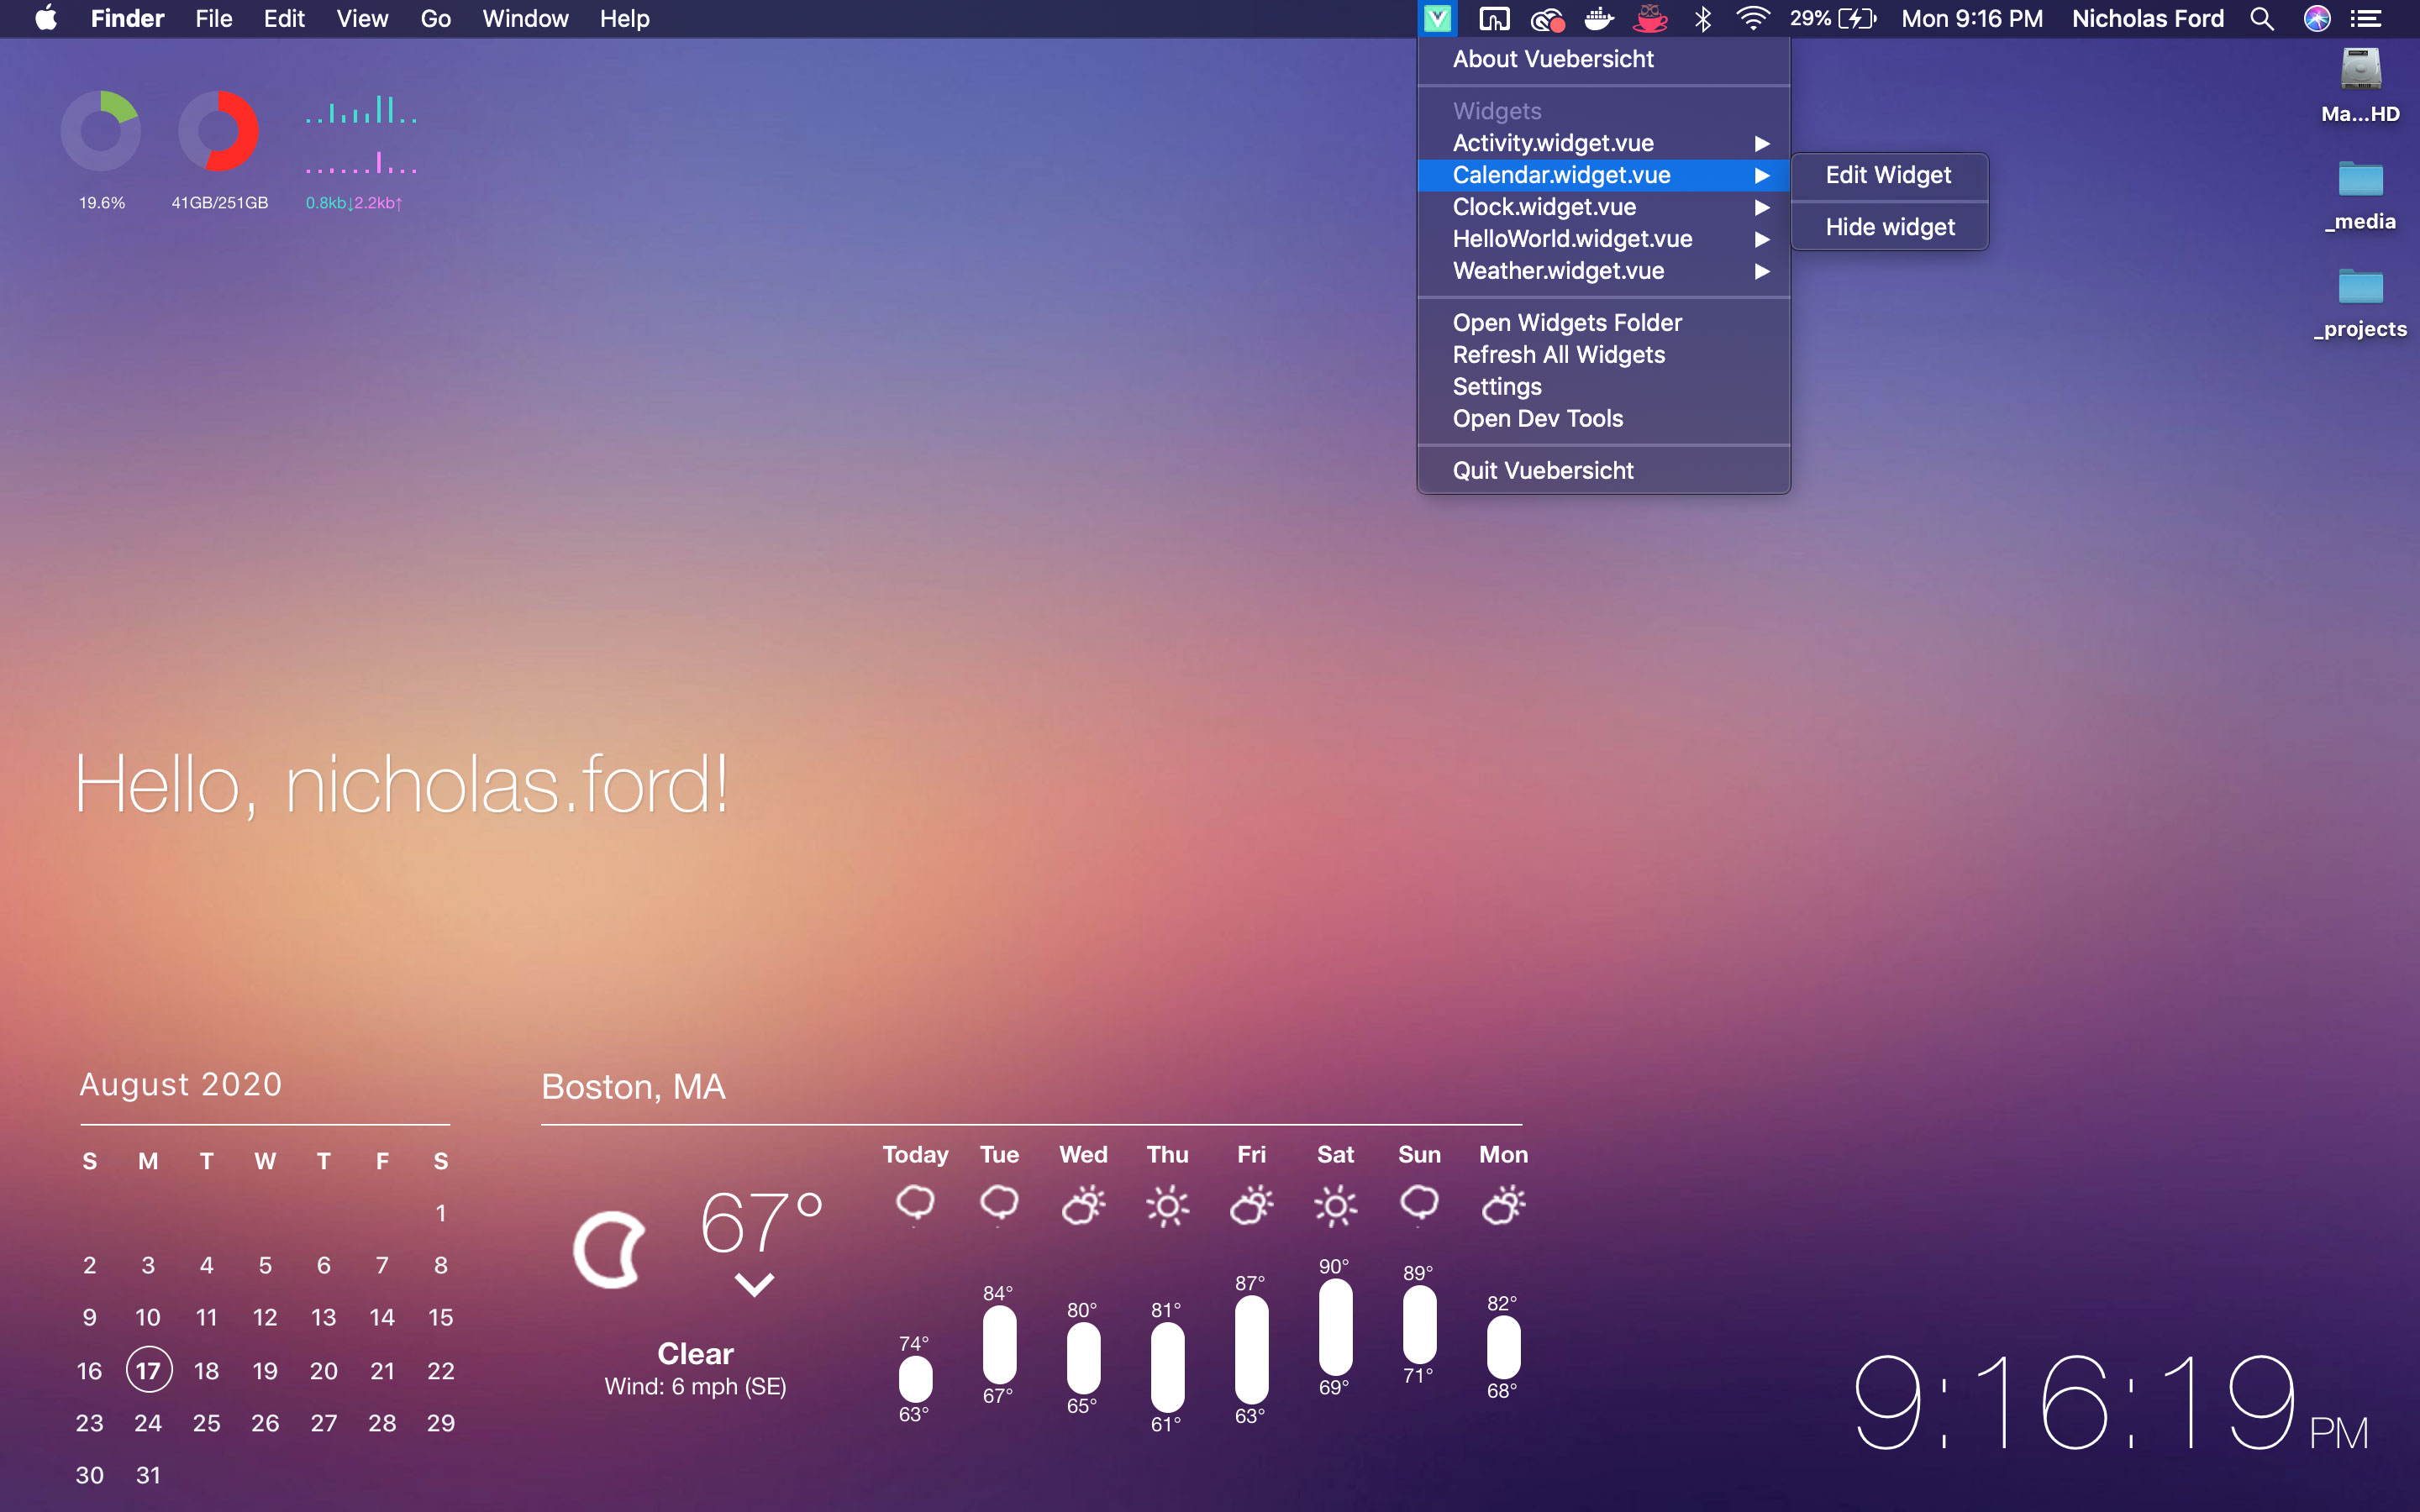 Finder File Edit View Go Window Help
29% Mon 9:16 PM Nicholas Ford
About Vuebersicht
Widgets
Activity.widget.vue
Calendar.widget.vue
Clock.widget.vue
HelloWorld.widget.vue
Weather.widget.vue
Open Widgets Folder
Refresh All Widgets
Settings
Open Dev Tools
Quit Vuebersicht
Edit Widget
Hide widget
Ma...HD
_media
_projects
19.6% 41GB/251GB 0.8kb↓2.2kb↑
Hello, nicholas.ford!
August 2020
S M T W T F S
1
2 3 4 5 6 7 8
9 10 11 12 13 14 15
16 17 18 19 20 21 22
23 24 25 26 27 28 29
30 31
Boston, MA
67°
Clear
Wind: 6 mph (SE)
Today Tue Wed Thu Fri Sat Sun Mon
74° 84° 80° 81° 87° 90° 89° 82°
63° 67° 65° 61° 63° 69° 71° 68°
9:16:19 PM